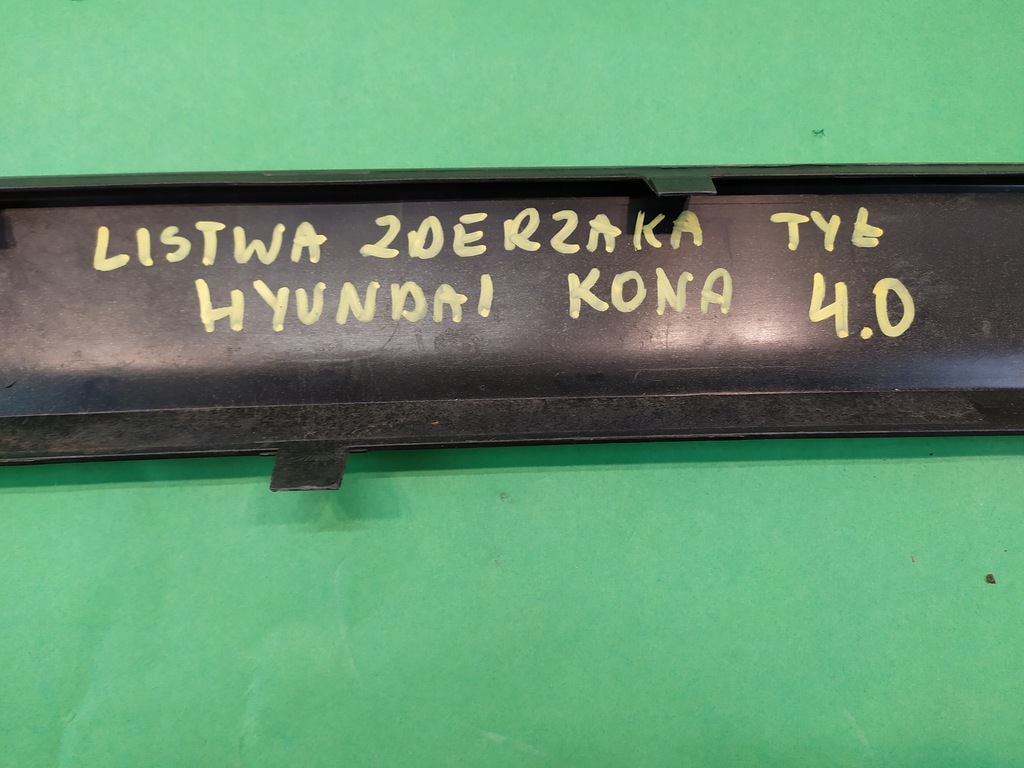 LISTWA ZDERZAKA TYŁ
HYUNDAI KONA 4.0